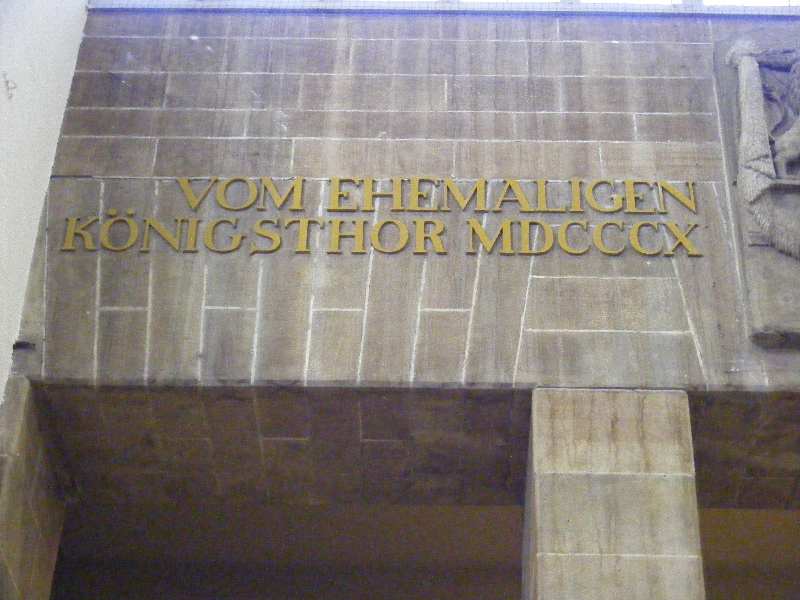 VOM EHEMALIGEN
KÖNIGSTHOR MDCCCX